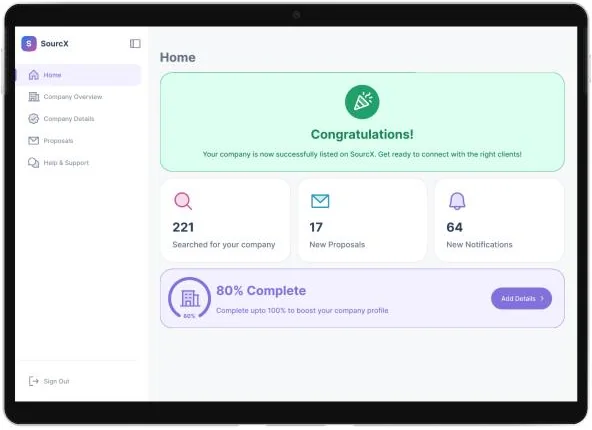 S SourcX
Home
Company Overview
Company Details
Proposals
Help & Support
Sign Out
Home
Congratulations!
Your company is now successfully listed on SourcX. Get ready to connect with the right clients!
221
Searched for your company
17
New Proposals
64
New Notifications
80%
80% Complete
Complete upto 100% to boost your company profile
Add Details